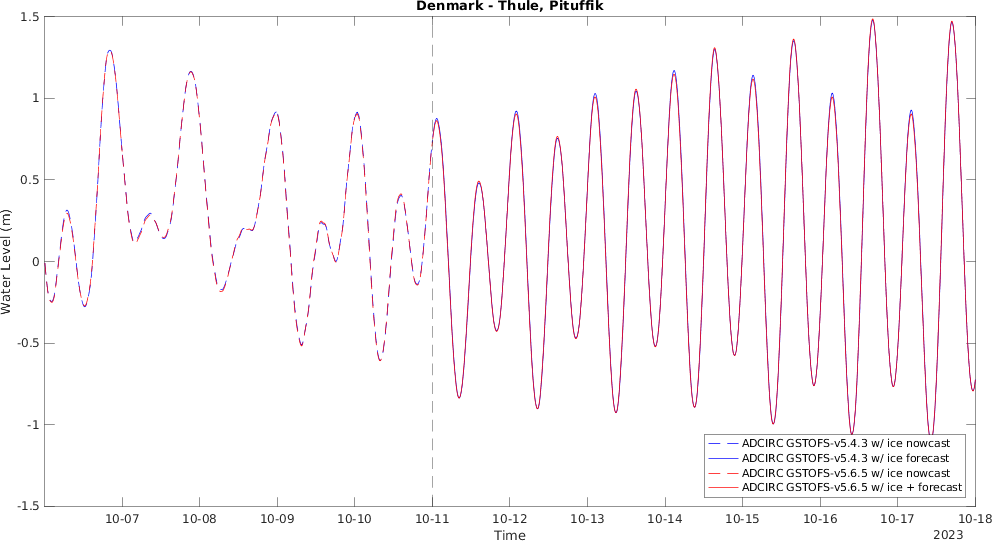 Denmark - Thule, Pituffik
Water Level (m)
1.5
1
0.5
0
-0.5
-1
-1.5
ADCIRC GSTOFS-v5.4.3 w/ ice nowcast
ADCIRC GSTOFS-v5.4.3 w/ ice forecast
ADCIRC GSTOFS-v5.6.5 w/ ice nowcast
ADCIRC GSTOFS-v5.6.5 w/ ice + forecast
10-07 10-08 10-09 10-10 10-11 10-12 10-13 10-14 10-15 10-16 10-17 10-18
Time
2023